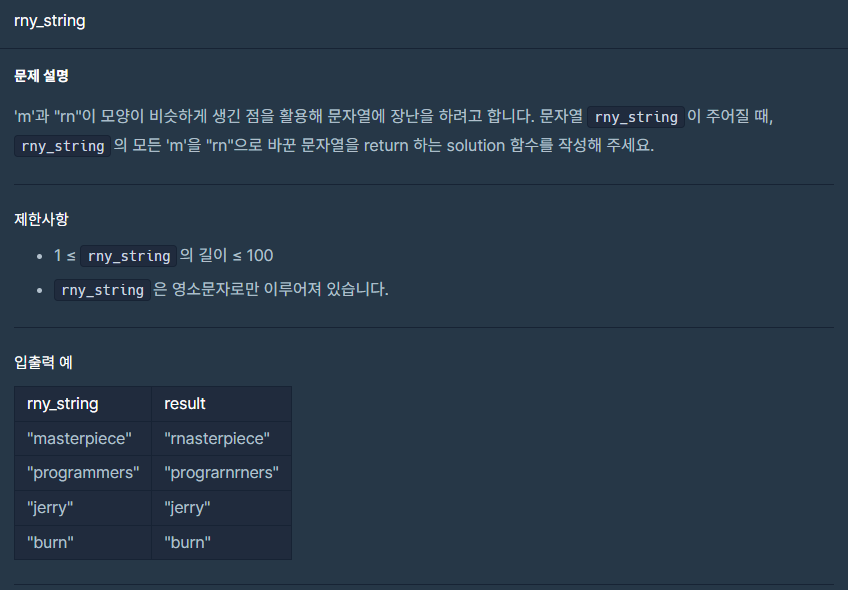 rny_string
문제 설명
'm'과 "rn"이 모양이 비슷하게 생긴 점을 활용해 문자열에 장난을 하려고 합니다. 문자열 rny_string 이 주어질 때,
rny_string 의 모든 'm'을 "rn"으로 바꾼 문자열을 return 하는 solution 함수를 작성해 주세요.
제한사항
• 1 ≤ rny_string 의 길이 ≤ 100
• rny_string 은 영소문자로만 이루어져 있습니다.
입출력 예
rny_string result
"masterpiece" "rnasterpiece"
"programmers" "prograrnrners"
"jerry" "jerry"
"burn" "burn"